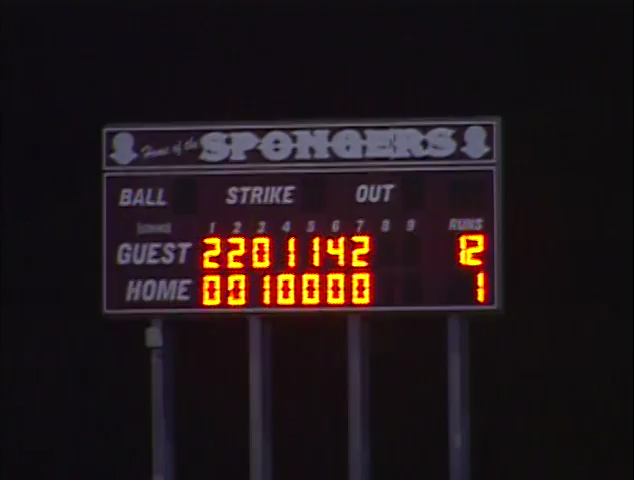 Home of the SPONGERS
BALL STRIKE OUT
INNING 1 2 3 4 5 6 7 8 9 RUNS
GUEST 2 2 0 1 1 4 2 12
HOME 0 0 1 0 0 0 0 1